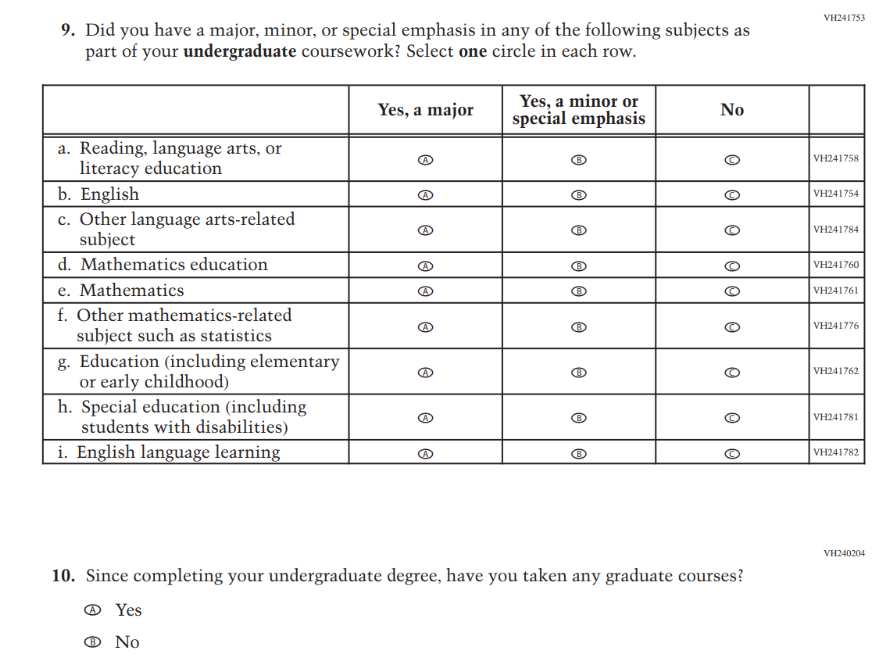 VH241753
9. Did you have a major, minor, or special emphasis in any of the following subjects as
part of your undergraduate coursework? Select one circle in each row.
Yes, a major
Yes, a minor or
special emphasis
No
a. Reading, language arts, or
literacy education
A B C VH241758
b. English A B C VH241754
c. Other language arts-related
subject
A B C VH241784
d. Mathematics education A B C VH241760
e. Mathematics A B C VH241761
f. Other mathematics-related
subject such as statistics
A B C VH241776
g. Education (including elementary
or early childhood)
A B C VH241762
h. Special education (including
students with disabilities)
A B C VH241781
i. English language learning A B C VH241782
VH240204
10. Since completing your undergraduate degree, have you taken any graduate courses?
A Yes
B No